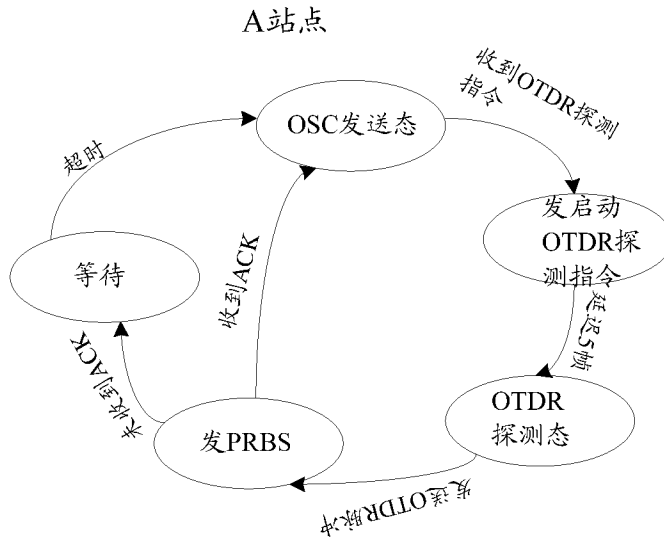 A站点
OSC发送态
收到OTDR探测
指令
发启动
OTDR探
测指令
延迟5帧
OTDR
探测态
发送OTDR脉冲
发PRBS
收到ACK
未收到ACK
等待
超时